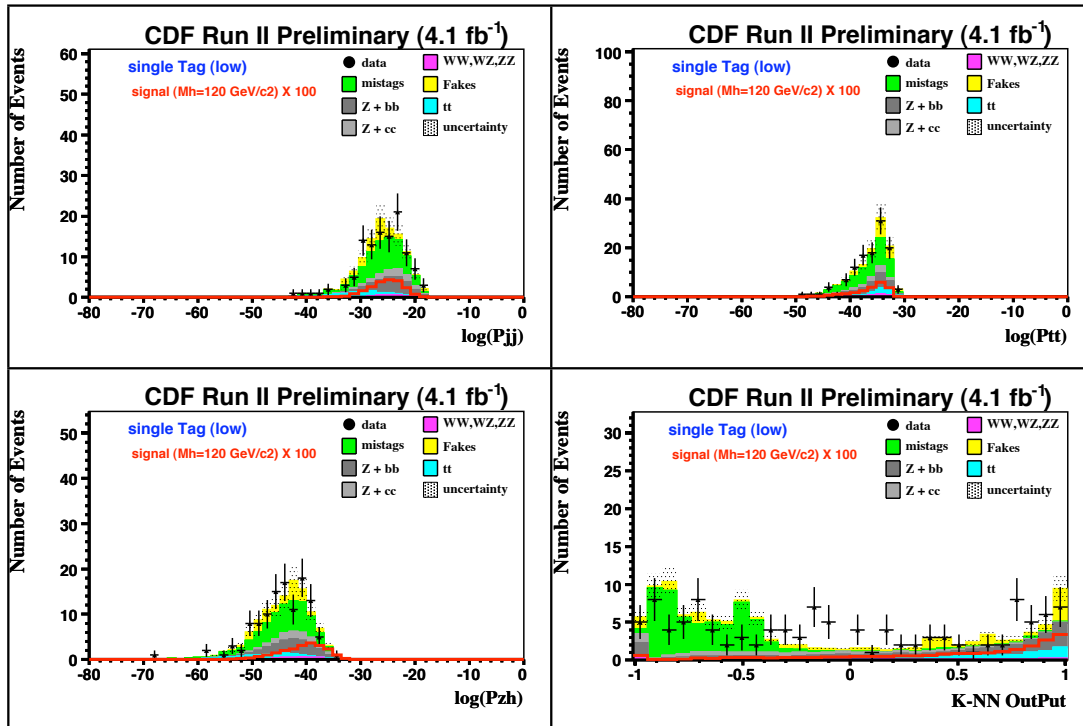 CDF Run II Preliminary (4.1 fb-1)
single Tag (low)
signal (Mh=120 GeV/c2) X 100
data
mistags
Z + bb
Z + cc
WW,WZ,ZZ
Fakes
tt
uncertainty
Number of Events
60
50
40
30
20
10
0
-80 -70 -60 -50 -40 -30 -20 -10 0
log(Pjj)
CDF Run II Preliminary (4.1 fb-1)
single Tag (low)
signal (Mh=120 GeV/c2) X 100
data
mistags
Z + bb
Z + cc
WW,WZ,ZZ
Fakes
tt
uncertainty
Number of Events
100
80
60
40
20
0
-80 -70 -60 -50 -40 -30 -20 -10 0
log(Ptt)
CDF Run II Preliminary (4.1 fb-1)
single Tag (low)
signal (Mh=120 GeV/c2) X 100
data
mistags
Z + bb
Z + cc
WW,WZ,ZZ
Fakes
tt
uncertainty
Number of Events
50
40
30
20
10
0
-80 -70 -60 -50 -40 -30 -20 -10 0
log(Pzh)
CDF Run II Preliminary (4.1 fb-1)
single Tag (low)
signal (Mh=120 GeV/c2) X 100
data
mistags
Z + bb
Z + cc
WW,WZ,ZZ
Fakes
tt
uncertainty
Number of Events
30
25
20
15
10
5
0
-1 -0.5 0 0.5 1
K-NN OutPut